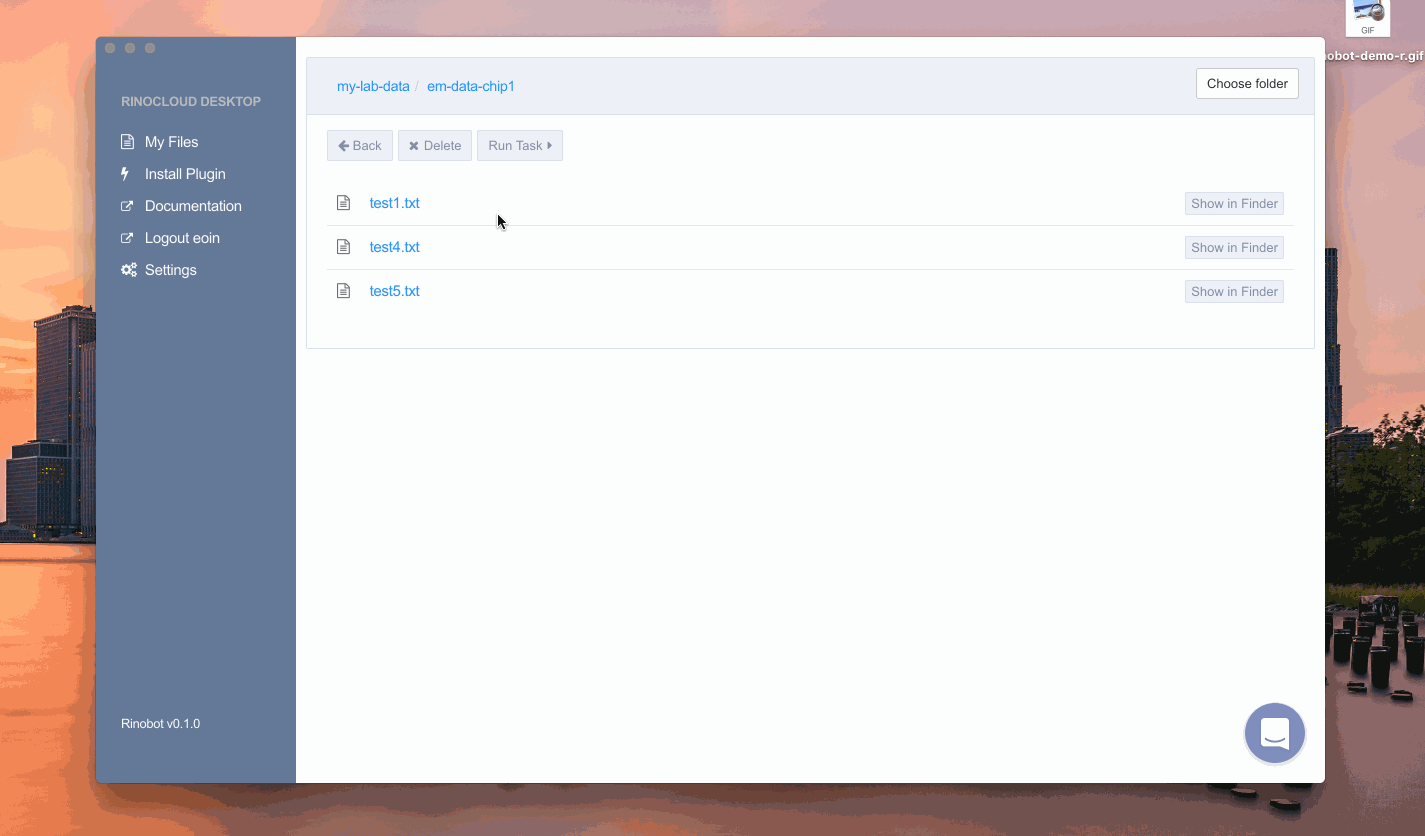 GIF
obot-demo-r.gif
RINOCLOUD DESKTOP
My Files
Install Plugin
Documentation
Logout eoin
Settings
Rinobot v0.1.0
my-lab-data / em-data-chip1
Choose folder
Back Delete Run Task
test1.txt Show in Finder
test4.txt Show in Finder
test5.txt Show in Finder